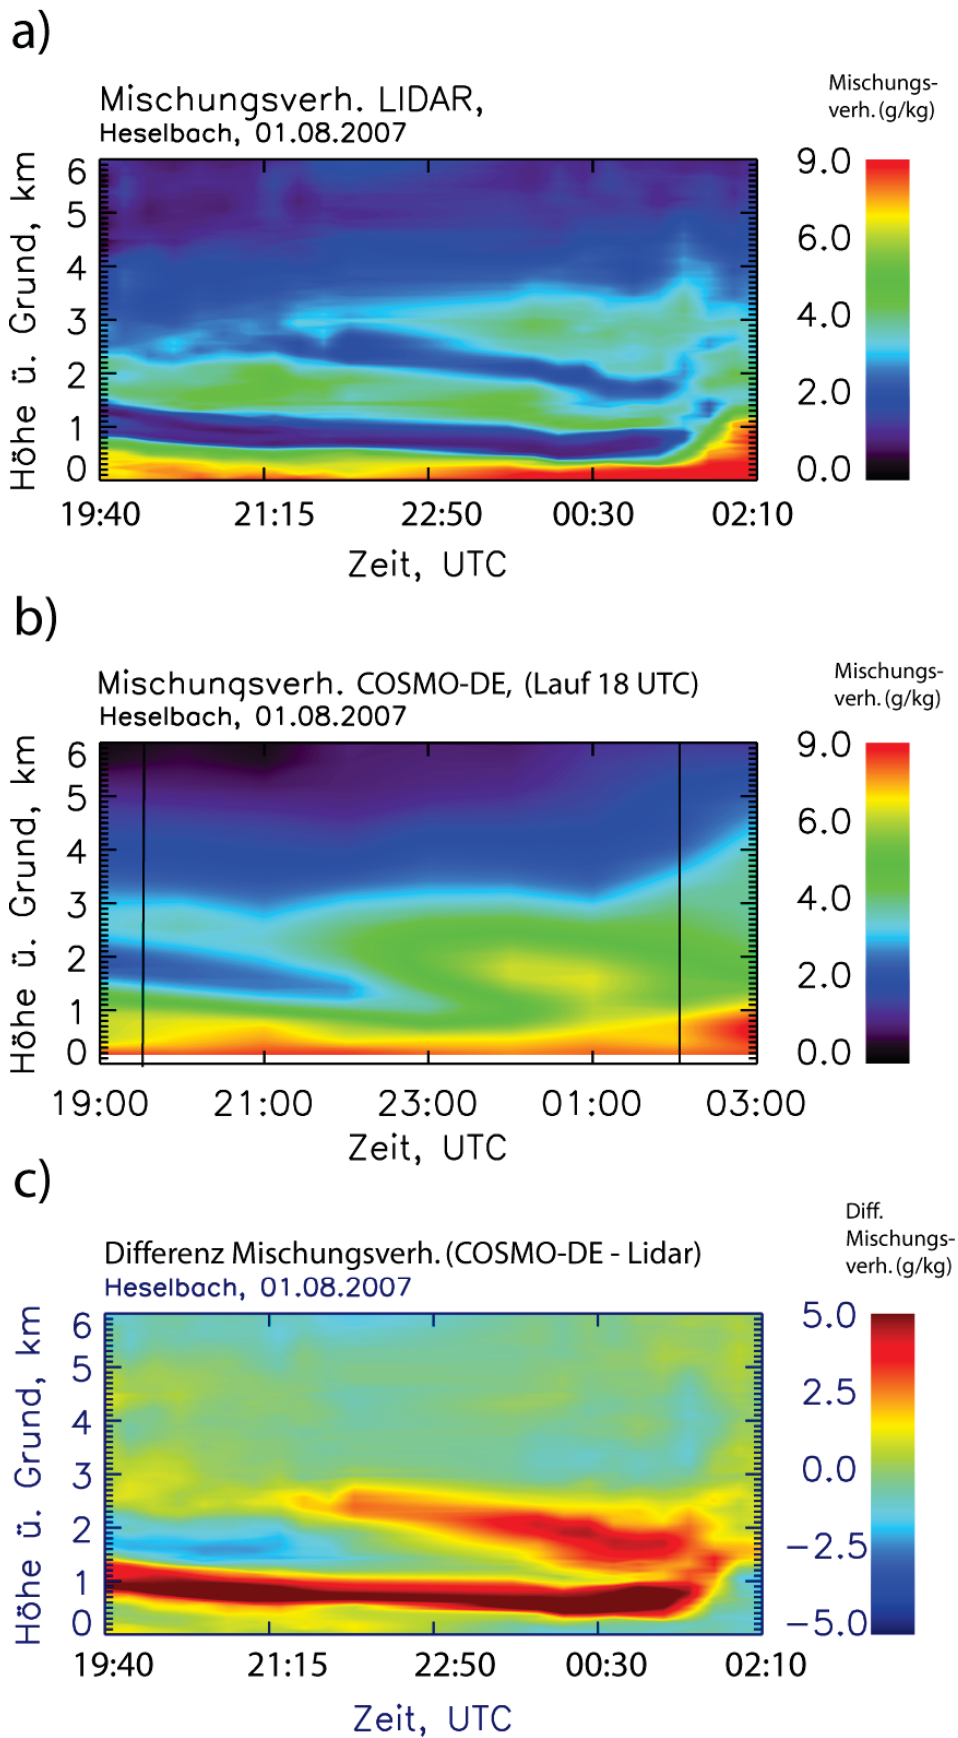 a)
Mischungsverh. LIDAR,
Heselbach, 01.08.2007
Mischungs-
verh. (g/kg)
Höhe ü. Grund, km
6
5
4
3
2
1
0
9.0
6.0
4.0
2.0
0.0
19:40 21:15 22:50 00:30 02:10
Zeit, UTC
b)
Mischungsverh. COSMO-DE, (Lauf 18 UTC)
Heselbach, 01.08.2007
Mischungs-
verh. (g/kg)
Höhe ü. Grund, km
6
5
4
3
2
1
0
9.0
6.0
4.0
2.0
0.0
19:00 21:00 23:00 01:00 03:00
Zeit, UTC
c)
Differenz Mischungsverh. (COSMO-DE - Lidar)
Heselbach, 01.08.2007
Diff.
Mischungs-
verh. (g/kg)
Höhe ü. Grund, km
6
5
4
3
2
1
0
5.0
2.5
0.0
−2.5
−5.0
19:40 21:15 22:50 00:30 02:10
Zeit, UTC